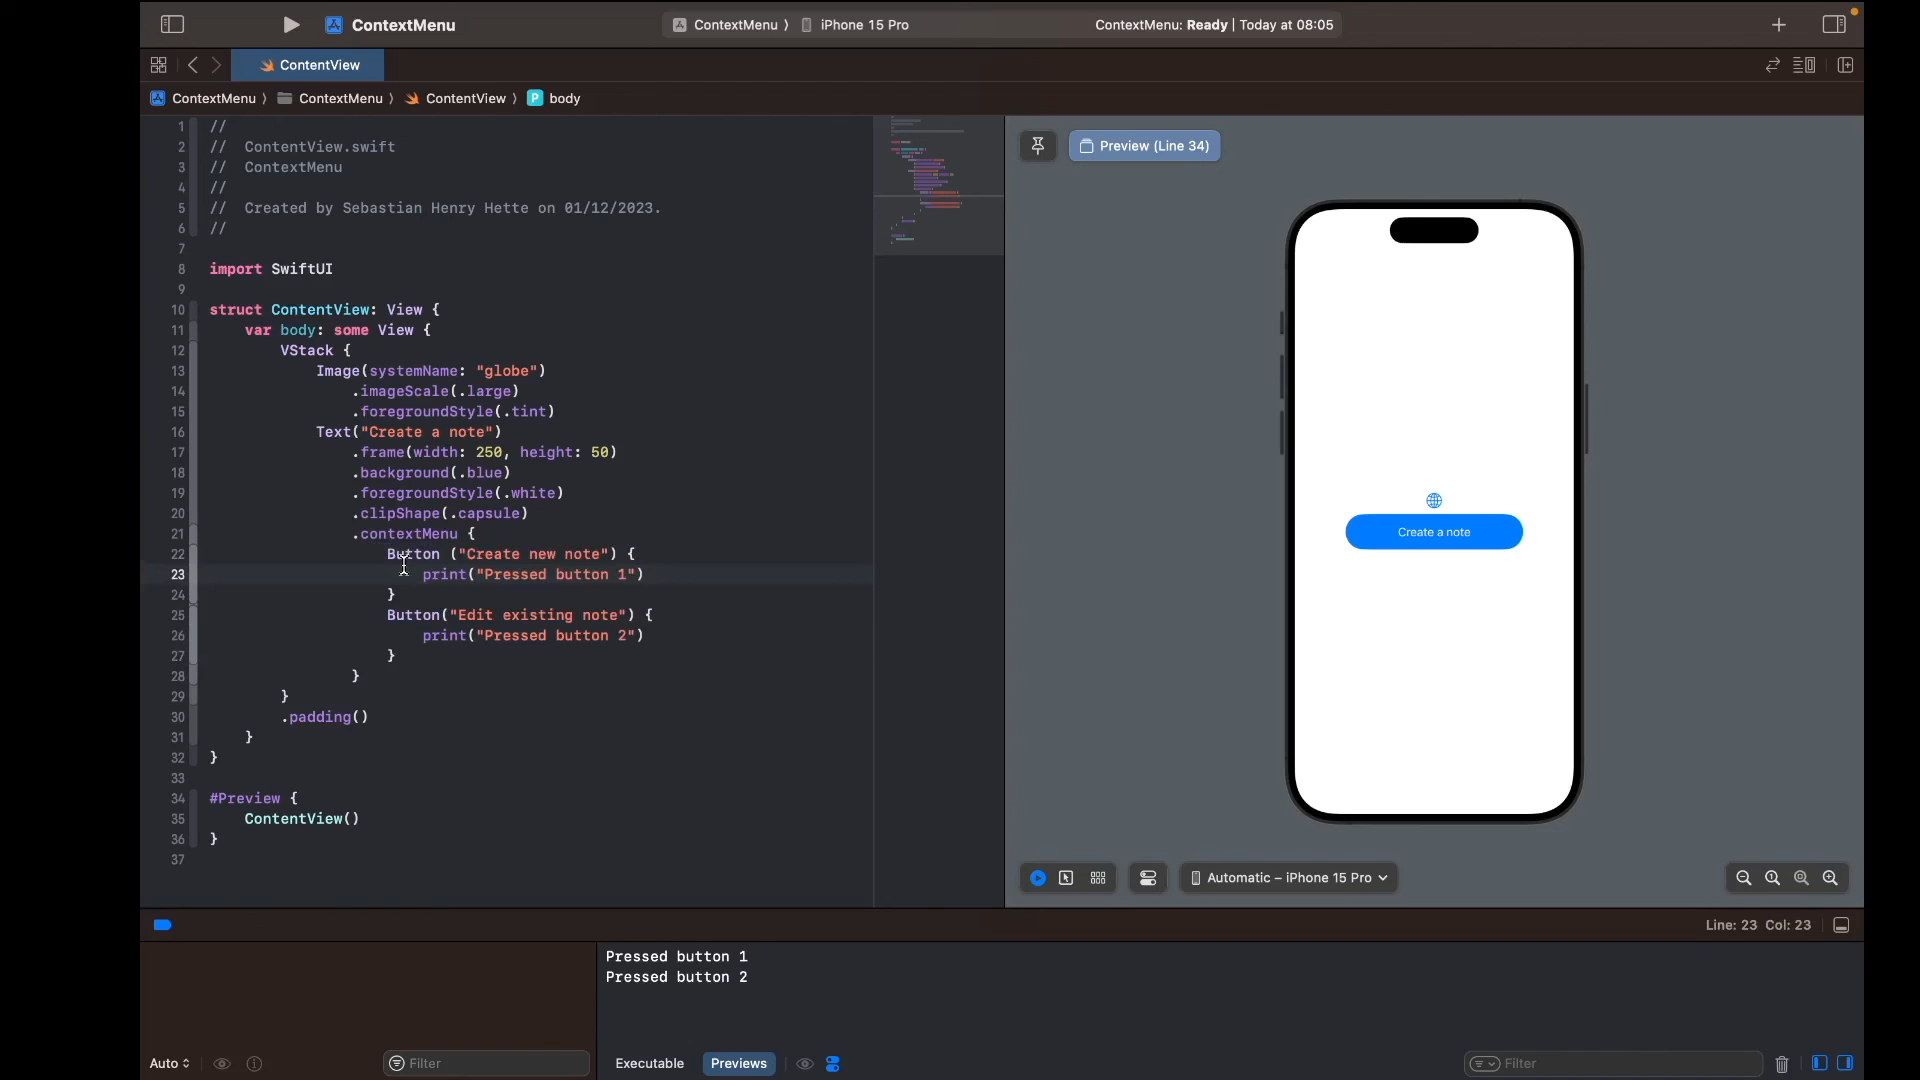 ContextMenu
ContextMenu ⟩ iPhone 15 Pro
ContextMenu: Ready | Today at 08:05
ContentView
ContextMenu ⟩ ContextMenu ⟩ ContentView ⟩ P body
1 //
2 //  ContentView.swift
3 //  ContextMenu
4 //
5 //  Created by Sebastian Henry Hette on 01/12/2023.
6 //
7
8 import SwiftUI
9
10 struct ContentView: View {
11     var body: some View {
12         VStack {
13             Image(systemName: "globe")
14                 .imageScale(.large)
15                 .foregroundStyle(.tint)
16             Text("Create a note")
17                 .frame(width: 250, height: 50)
18                 .background(.blue)
19                 .foregroundStyle(.white)
20                 .clipShape(.capsule)
21                 .contextMenu {
22                     Button ("Create new note") {
23                         print("Pressed button 1")
24                     }
25                     Button("Edit existing note") {
26                         print("Pressed button 2")
27                     }
28                 }
29         }
30         .padding()
31     }
32 }
33
34 #Preview {
35     ContentView()
36 }
37
Preview (Line 34)
Create a note
Automatic – iPhone 15 Pro
Line: 23 Col: 23
Pressed button 1
Pressed button 2
Auto
Filter
Executable
Previews
Filter